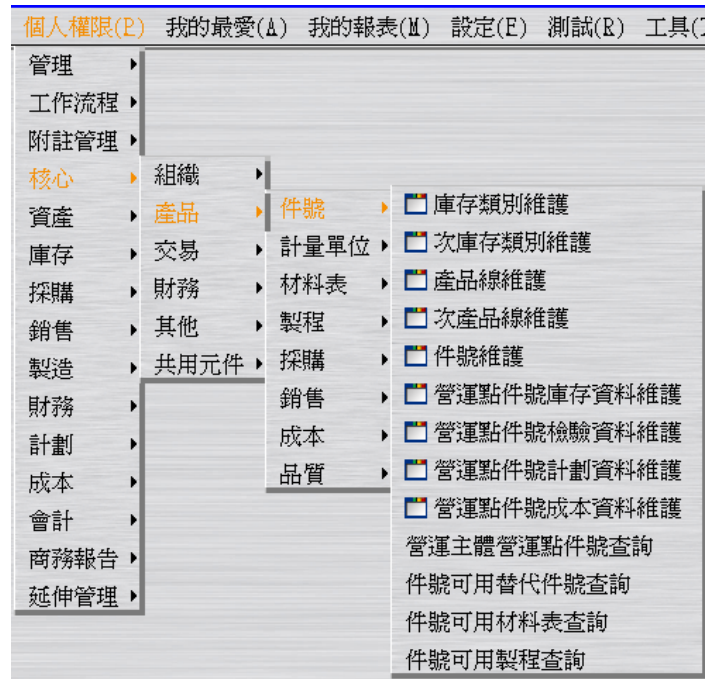 個人權限(P) 我的最愛(A) 我的報表(M) 設定(E) 測試(R) 工具(
管理
工作流程
附註管理
核心
資產
庫存
採購
銷售
製造
財務
計劃
成本
會計
商務報告
延伸管理
組織
產品
交易
財務
其他
共用元件
件號
計量單位
材料表
製程
採購
銷售
成本
品質
庫存類別維護
次庫存類別維護
產品線維護
次產品線維護
件號維護
營運點件號庫存資料維護
營運點件號檢驗資料維護
營運點件號計劃資料維護
營運點件號成本資料維護
營運主體營運點件號查詢
件號可用替代件號查詢
件號可用材料表查詢
件號可用製程查詢